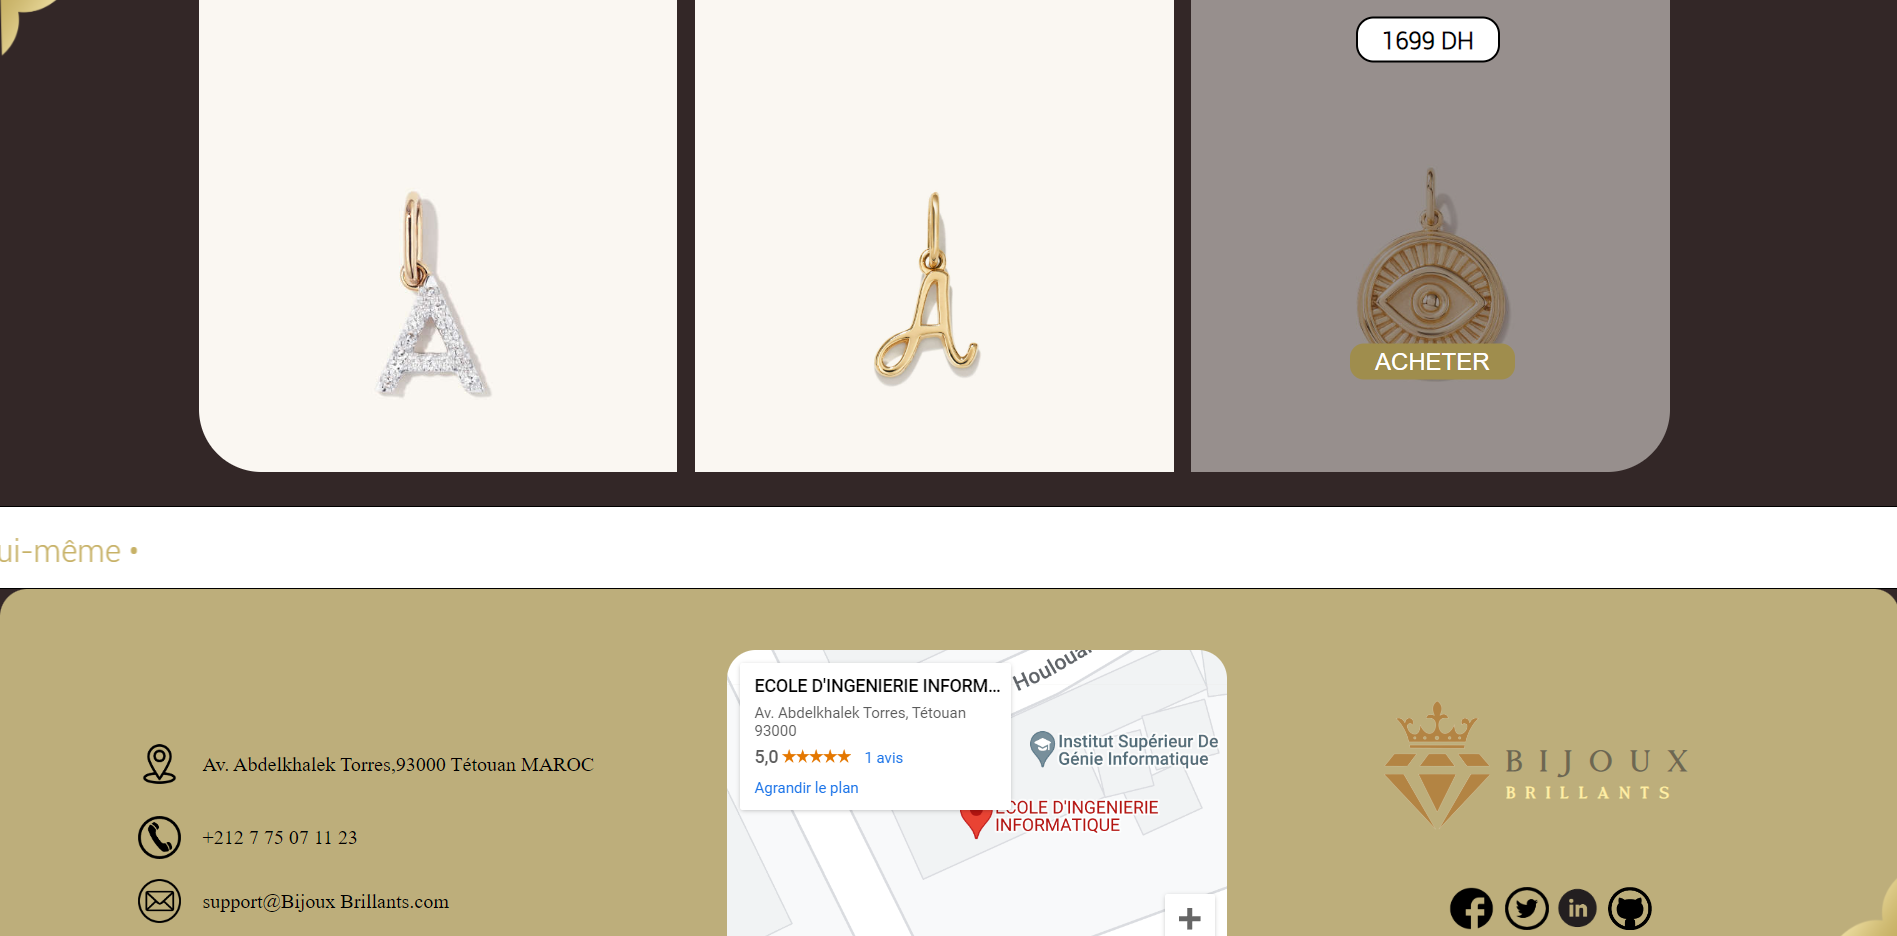 1699 DH
ACHETER
ui-même •
Av. Abdelkhalek Torres,93000 Tétouan MAROC
+212 7 75 07 11 23
support@Bijoux Brillants.com
ECOLE D'INGENIERIE INFORM...
Av. Abdelkhalek Torres, Tétouan
93000
5,0 ★★★★★ 1 avis
Agrandir le plan
Houloua
Institut Supérieur De
Génie Informatique
ECOLE D'INGENIERIE
INFORMATIQUE
+
BIJOUX
BRILLANTS